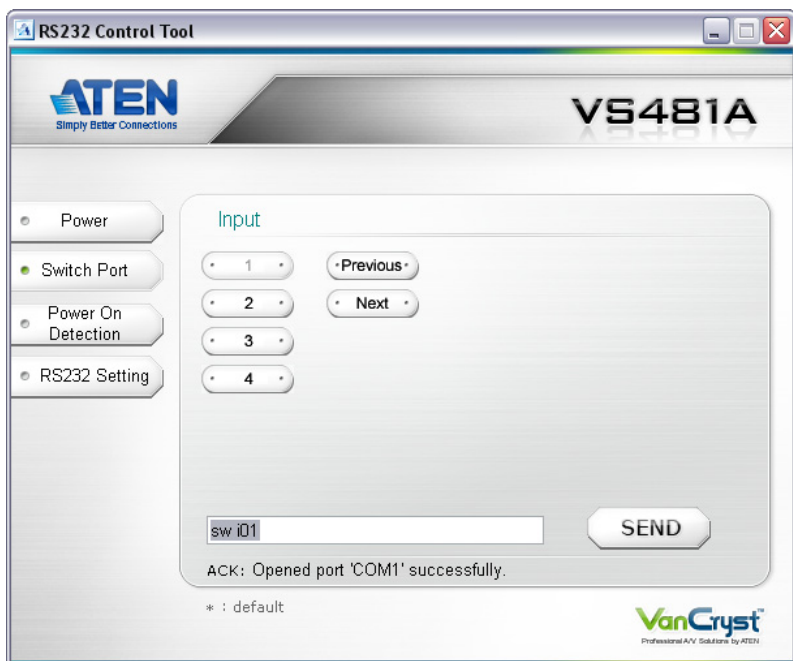 RS232 Control Tool
ATEN
Simply Better Connections
VS481A
Power
Switch Port
Power On
Detection
RS232 Setting
Input
1
Previous
2
Next
3
4
sw i01
SEND
ACK: Opened port 'COM1' successfully.
* : default
VanCryst™
Professional A/V Solutions by ATEN